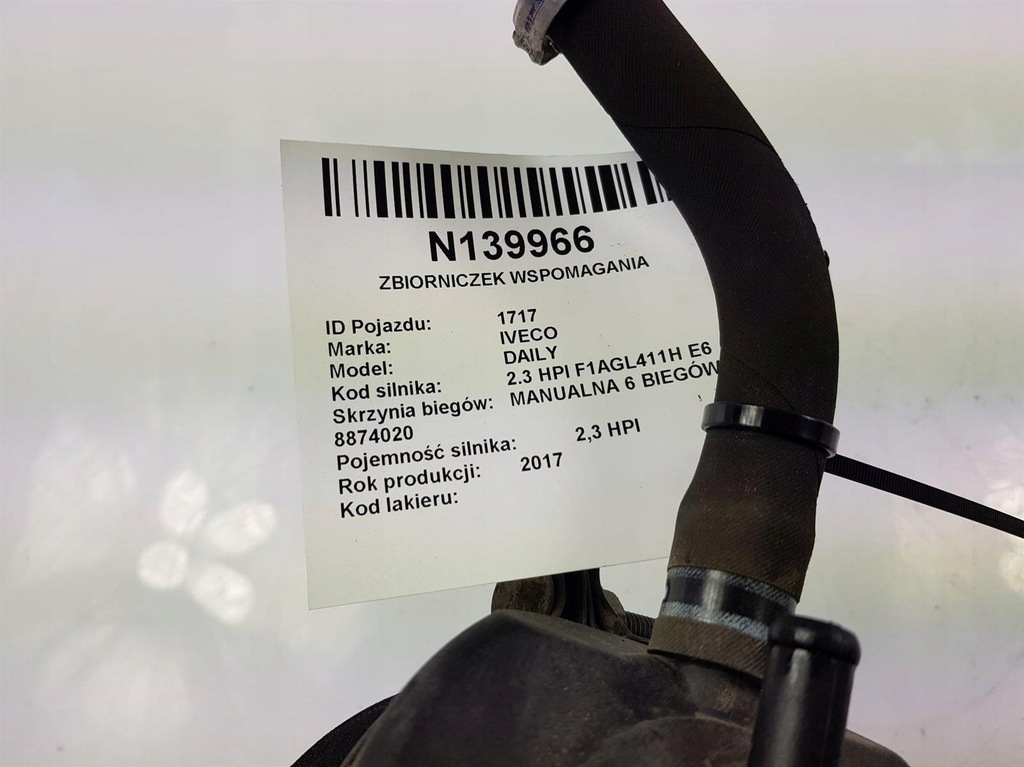 N139966
ZBIORNICZEK WSPOMAGANIA
ID Pojazdu: 1717
Marka: IVECO
Model: DAILY
Kod silnika: 2.3 HPI F1AGL411H E6
Skrzynia biegów: MANUALNA 6 BIEGÓW
8874020
Pojemność silnika: 2,3 HPI
Rok produkcji: 2017
Kod lakieru: